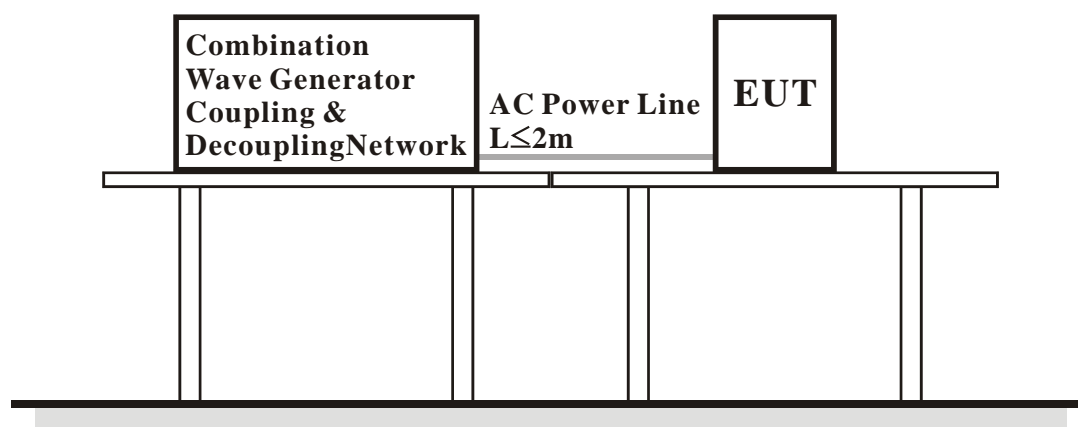 Combination
Wave Generator
Coupling &
DecouplingNetwork
AC Power Line
L≤2m
EUT